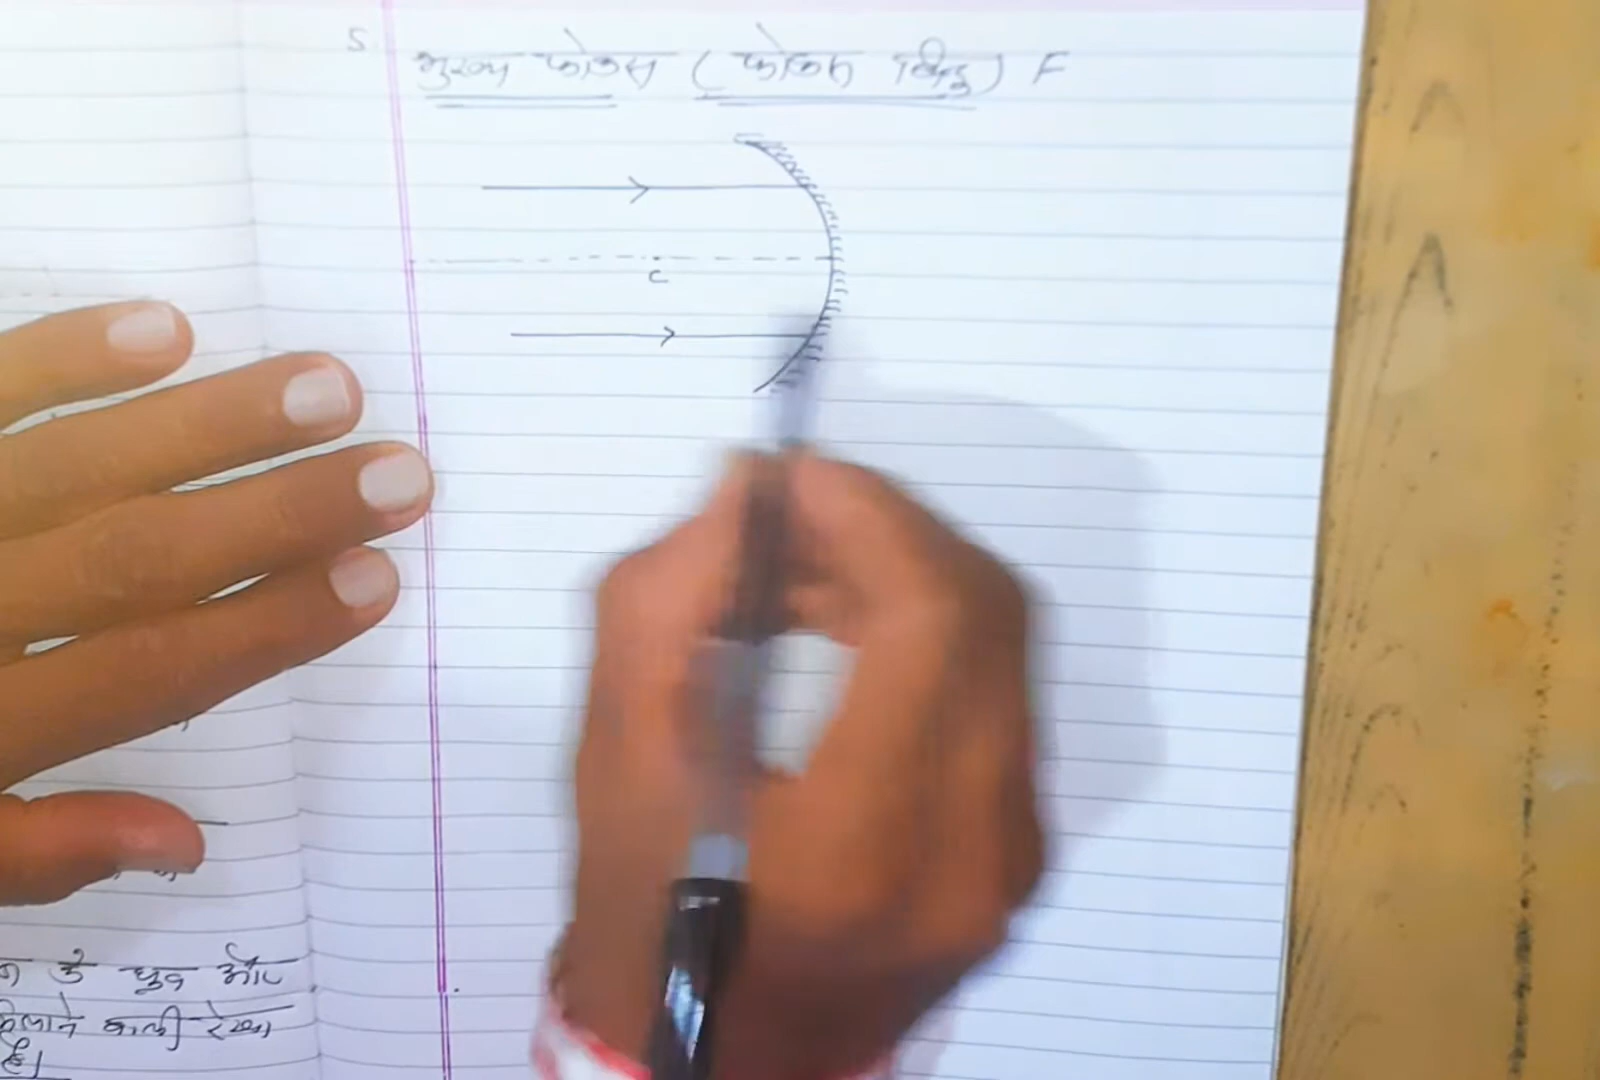 5. मुख्य फोकस (फोकस बिन्दु) F
C
के ध्रुव और
वाली रेखा
है।